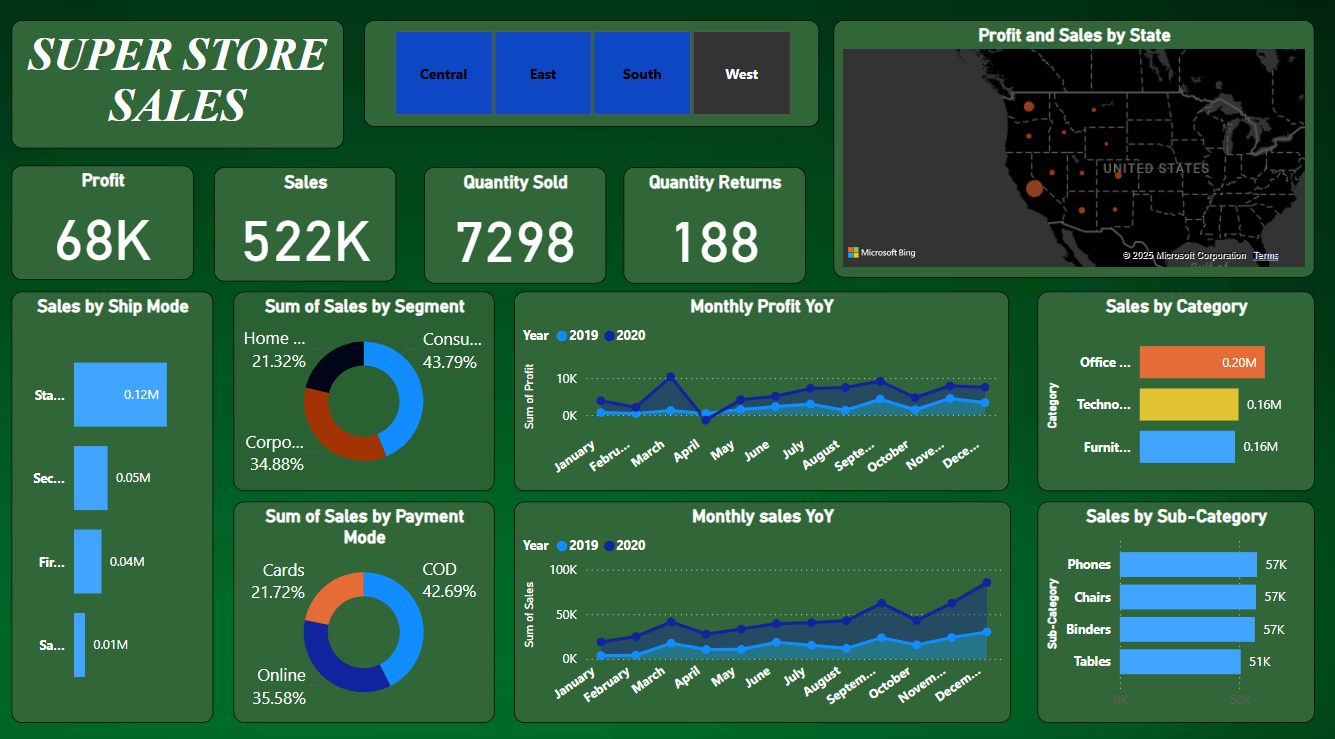 SUPER STORE
SALES
Central
East
South
West
Profit and Sales by State
UNITED STATES
Microsoft Bing
© 2025 Microsoft Corporation Terms
Gulf of
Profit
68K
Sales
522K
Quantity Sold
7298
Quantity Returns
188
Sales by Ship Mode
Sta...
0.12M
Sec...
0.05M
Fir...
0.04M
Sa...
0.01M
Sum of Sales by Segment
Home ...
21.32%
Consu...
43.79%
Corpo...
34.88%
Sum of Sales by Payment
Mode
Cards
21.72%
COD
42.69%
Online
35.58%
Monthly Profit YoY
Year 2019 2020
Sum of Profit
10K
0K
January
Febru...
March
April
May
June
July
August
Septe...
October
Nove...
Dece...
Monthly sales YoY
Year 2019 2020
Sum of Sales
100K
50K
0K
January
February
March
April
May
June
July
August
Septem...
October
Novem...
Decem...
Sales by Category
Category
Office ...
0.20M
Techno...
0.16M
Furnit...
0.16M
Sales by Sub-Category
Sub-Category
Phones
57K
Chairs
57K
Binders
57K
Tables
51K
0K
50K